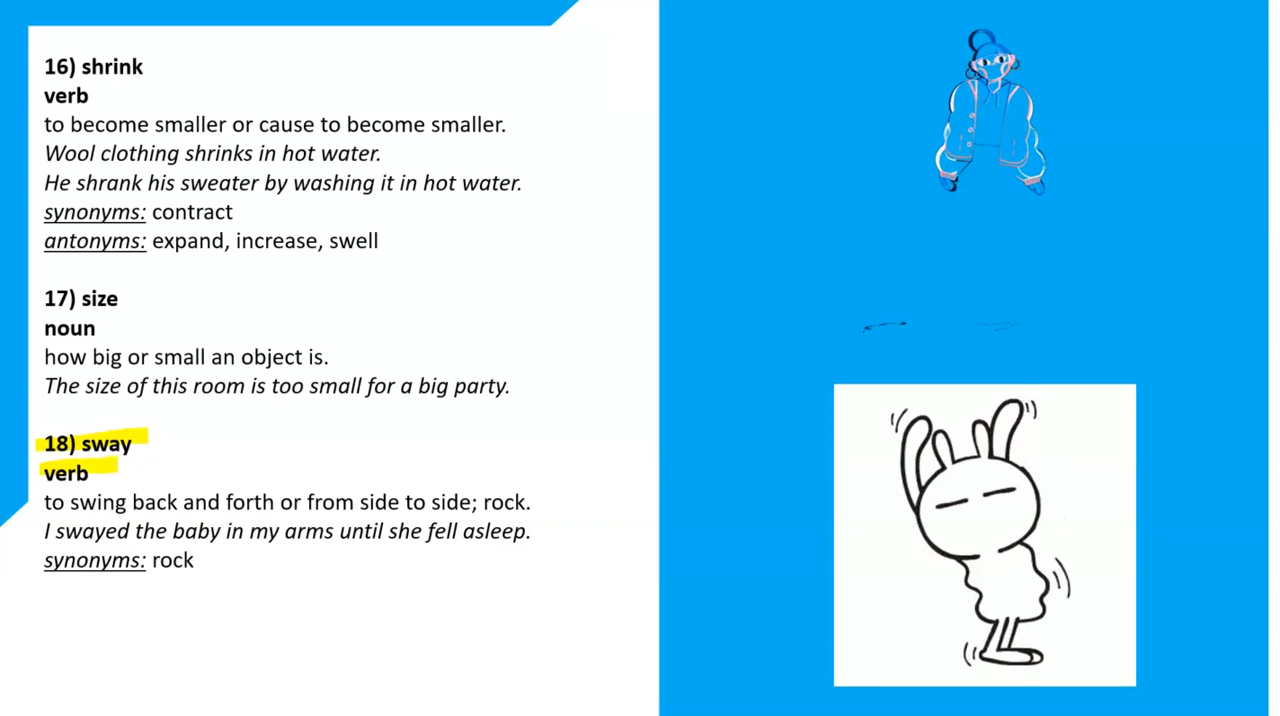 16) shrink
verb
to become smaller or cause to become smaller.
Wool clothing shrinks in hot water.
He shrank his sweater by washing it in hot water.
synonyms: contract
antonyms: expand, increase, swell
17) size
noun
how big or small an object is.
The size of this room is too small for a big party.
18) sway
verb
to swing back and forth or from side to side; rock.
I swayed the baby in my arms until she fell asleep.
synonyms: rock